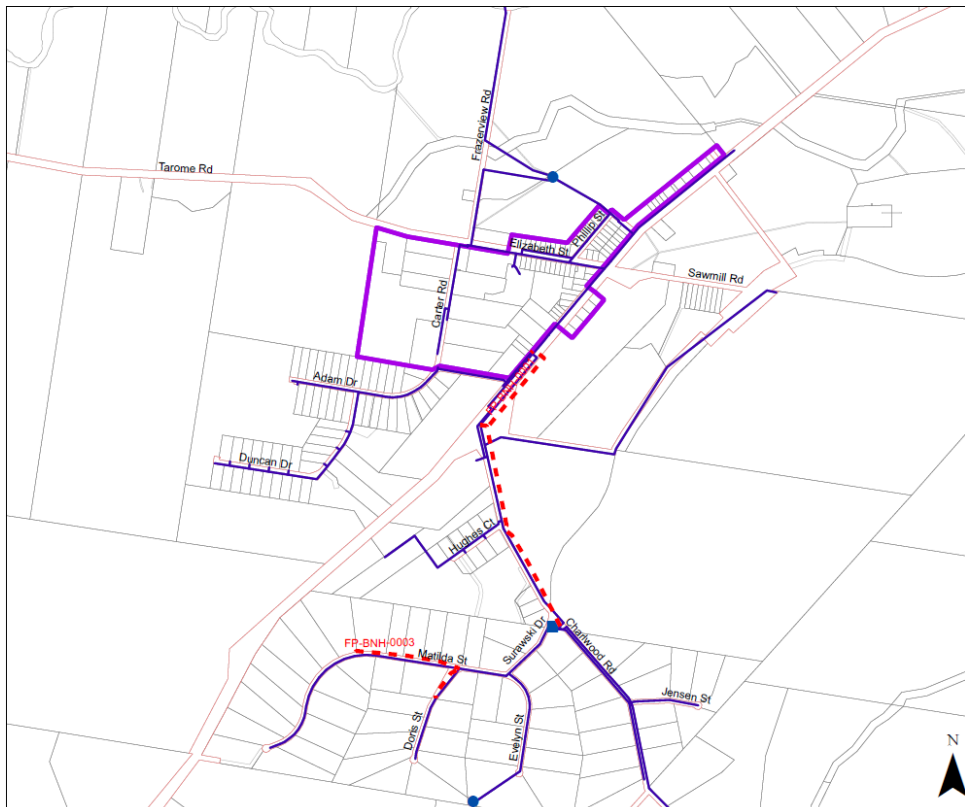 Frazerview Rd
Tarome Rd
Phillip St
Elizabeth St
Sawmill Rd
Carter Rd
Adam Dr
Duncan Dr
Hughes Ct
Charlwood Rd
Surawski Dr
FP-BNH-0003
Matilda St
Jensen St
Doris St
Evelyn St
N